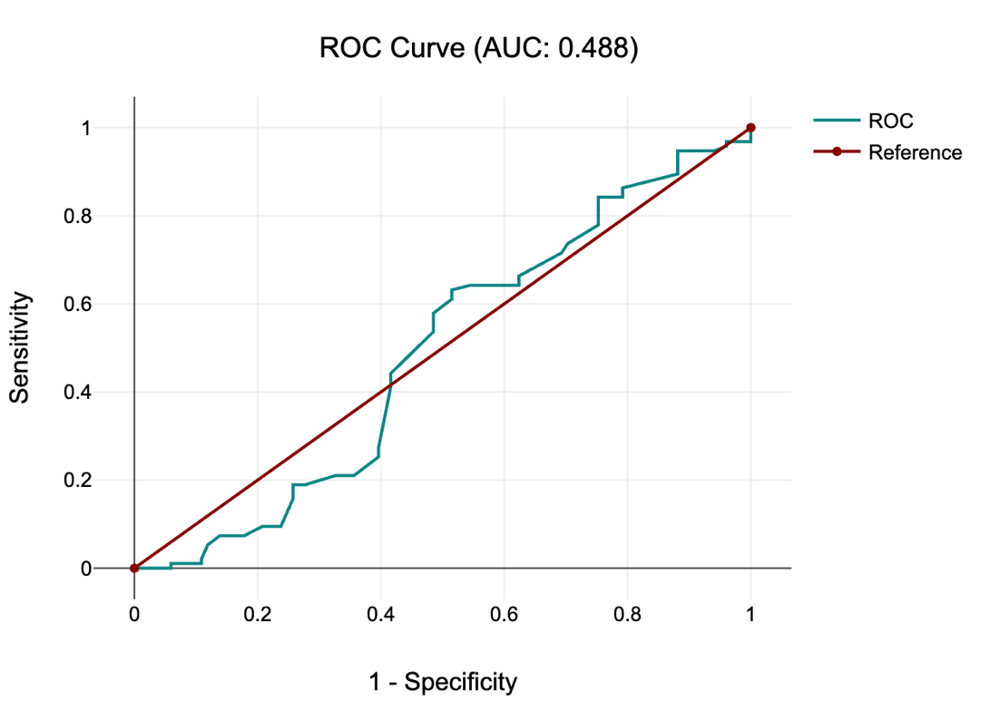 ROC Curve (AUC: 0.488)
ROC
Reference
Sensitivity
1
0.8
0.6
0.4
0.2
0
0 0.2 0.4 0.6 0.8 1
1 - Specificity